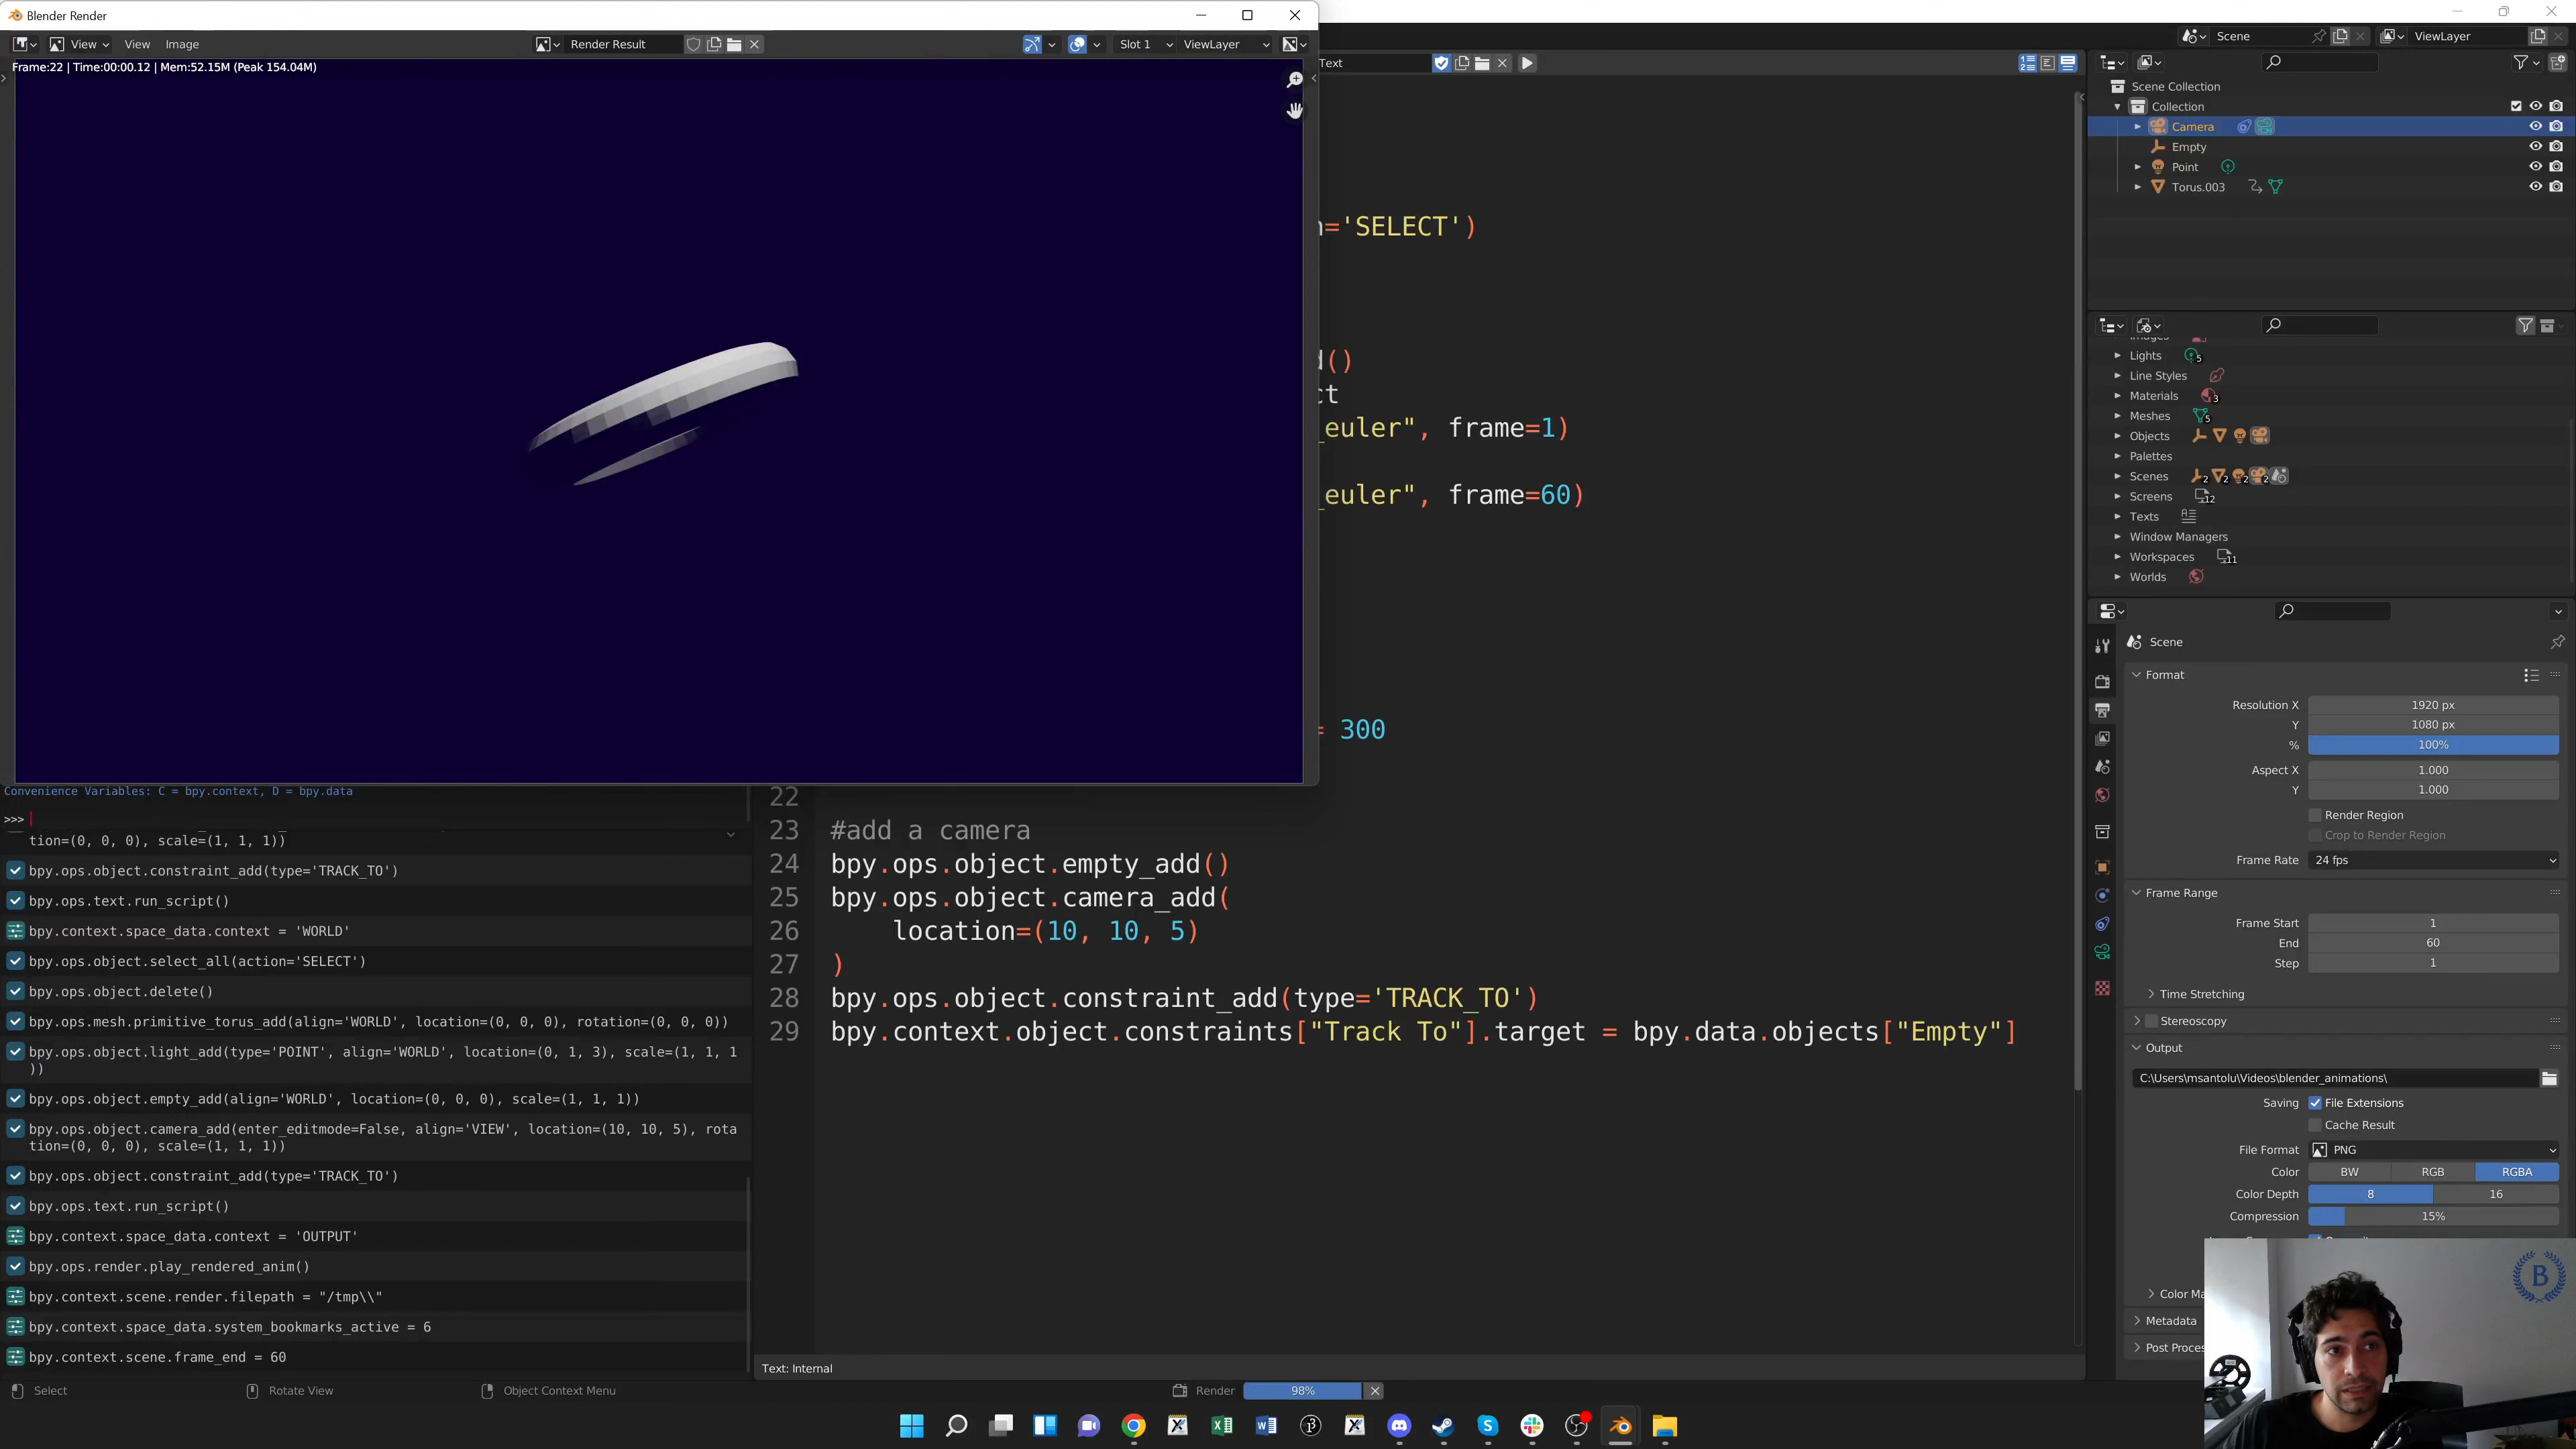 Blender Render
View
View
Image
Render Result
Slot 1
ViewLayer
Frame:22 | Time:00:00.12 | Mem:52.15M (Peak 154.04M)
Text
Scene
ViewLayer
Scene Collection
Collection
Camera
Empty
Point
Torus.003
='SELECT')
()
ct
_euler", frame=1)
_euler", frame=60)
= 300
Lights
5
Line Styles
Materials
3
Meshes
5
Objects
Palettes
Scenes
2
2
2
2
Screens
12
Texts
Window Managers
Workspaces
11
Worlds
Convenience Variables: C = bpy.context, D = bpy.data
>>>
tion=(0, 0, 0), scale=(1, 1, 1))
bpy.ops.object.constraint_add(type='TRACK_TO')
bpy.ops.text.run_script()
bpy.context.space_data.context = 'WORLD'
bpy.ops.object.select_all(action='SELECT')
bpy.ops.object.delete()
bpy.ops.mesh.primitive_torus_add(align='WORLD', location=(0, 0, 0), rotation=(0, 0, 0))
bpy.ops.object.light_add(type='POINT', align='WORLD', location=(0, 1, 3), scale=(1, 1, 1
))
bpy.ops.object.empty_add(align='WORLD', location=(0, 0, 0), scale=(1, 1, 1))
bpy.ops.object.camera_add(enter_editmode=False, align='VIEW', location=(10, 10, 5), rota
tion=(0, 0, 0), scale=(1, 1, 1))
bpy.ops.object.constraint_add(type='TRACK_TO')
bpy.ops.text.run_script()
bpy.context.space_data.context = 'OUTPUT'
bpy.ops.render.play_rendered_anim()
bpy.context.scene.render.filepath = "/tmp\\"
bpy.context.space_data.system_bookmarks_active = 6
bpy.context.scene.frame_end = 60
22
23 #add a camera
24 bpy.ops.object.empty_add()
25 bpy.ops.object.camera_add(
26 location=(10, 10, 5)
27 )
28 bpy.ops.object.constraint_add(type='TRACK_TO')
29 bpy.context.object.constraints["Track To"].target = bpy.data.objects["Empty"]
Text: Internal
Scene
Format
Resolution X 1920 px
Y 1080 px
% 100%
Aspect X 1.000
Y 1.000
Render Region
Crop to Render Region
Frame Rate 24 fps
Frame Range
Frame Start 1
End 60
Step 1
Time Stretching
Stereoscopy
Output
C:\Users\msantolu\Videos\blender_animations\
Saving File Extensions
Cache Result
File Format PNG
Color BW RGB RGBA
Color Depth 8 16
Compression 15%
Color Ma
Metadata
Post Proces
B
Select
Rotate View
Object Context Menu
Render 98%